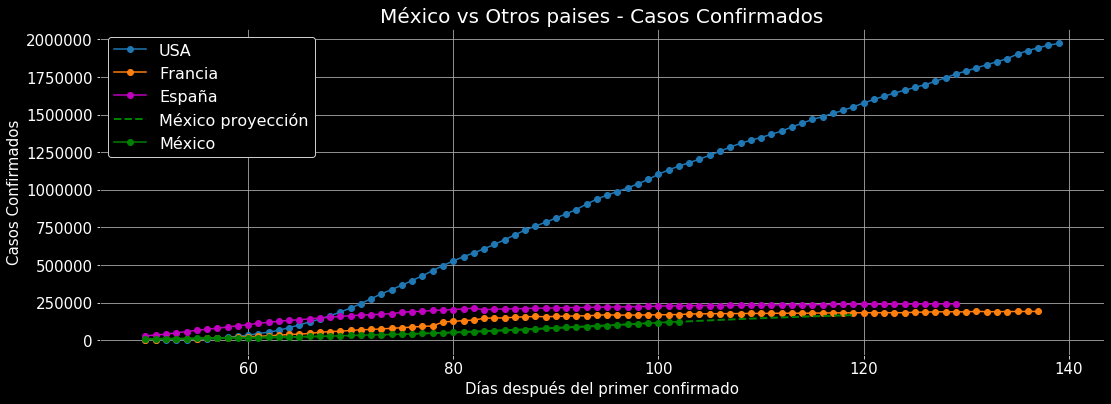 México vs Otros paises - Casos Confirmados
USA
Francia
España
México proyección
México
Casos Confirmados
2000000
1750000
1500000
1250000
1000000
750000
500000
250000
0
60
80
100
120
140
Días después del primer confirmado